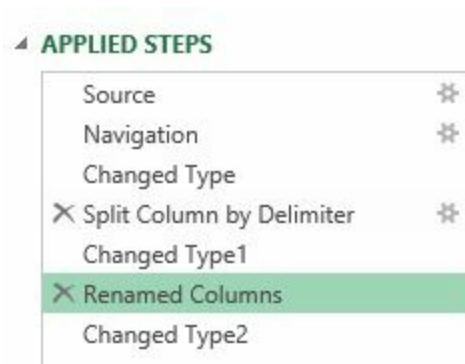 APPLIED STEPS
Source
Navigation
Changed Type
Split Column by Delimiter
Changed Type1
Renamed Columns
Changed Type2